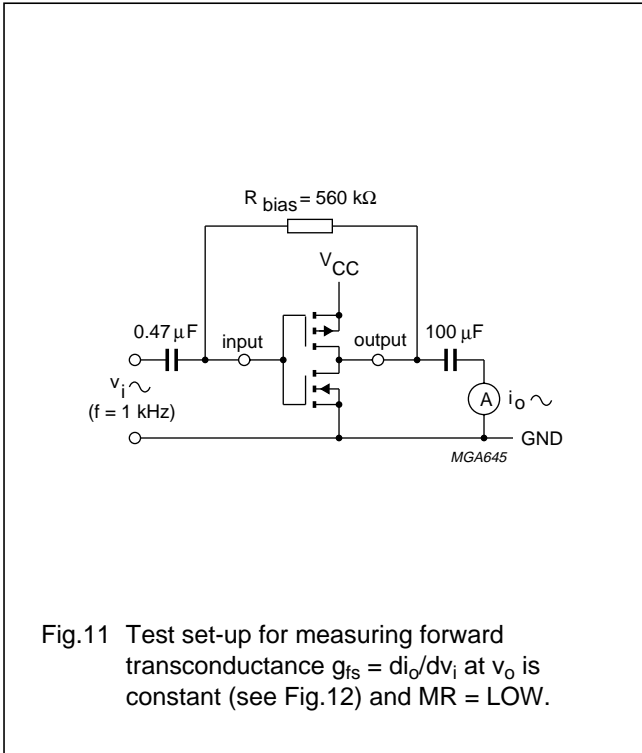 R bias = 560 kΩ
VCC
0.47 µF
input
output
100 µF
vi ~
(f = 1 kHz)
A
io ~
GND
MGA645
Fig.11 Test set-up for measuring forward
transconductance gfs = dio/dvi at vo is
constant (see Fig.12) and MR = LOW.